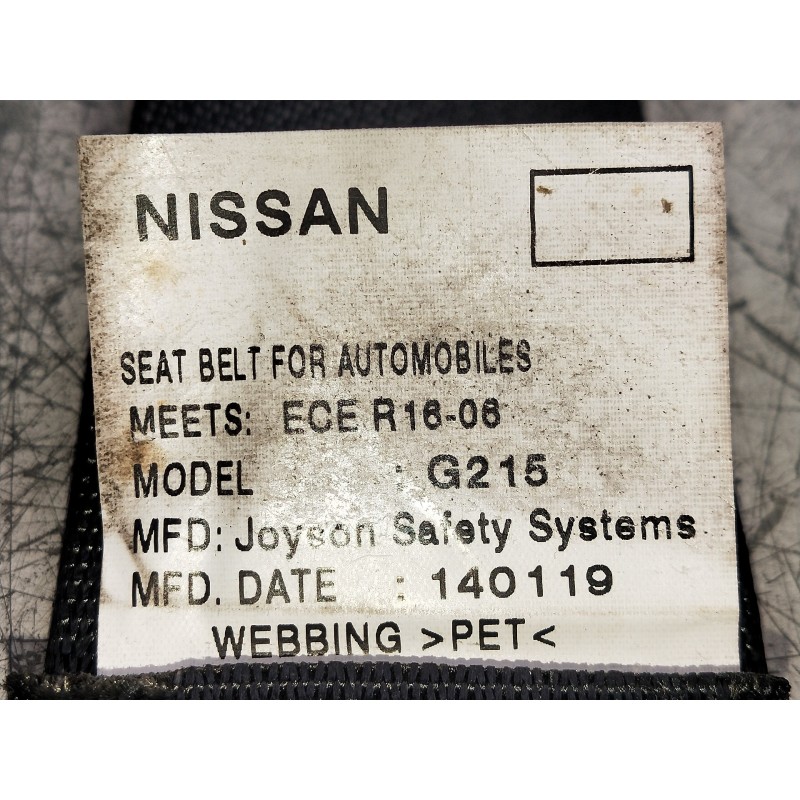 NISSAN
SEAT BELT FOR AUTOMOBILES
MEETS: ECE R16-06
MODEL : G215
MFD: Joyson Safety Systems
MFD. DATE : 140119
WEBBING >PET<